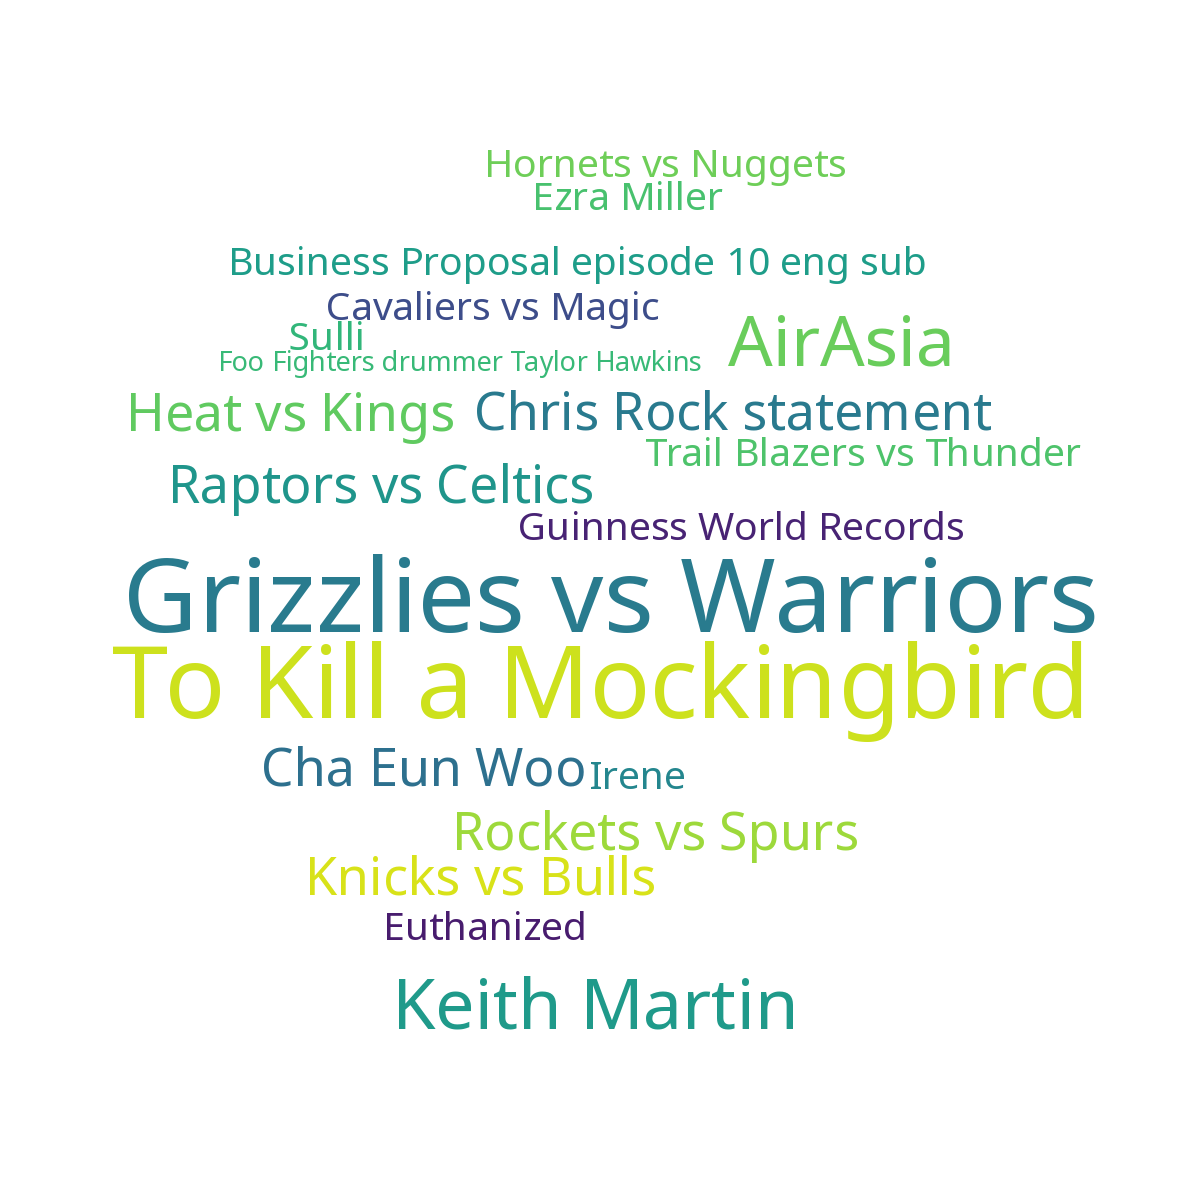 Hornets vs Nuggets
Ezra Miller
Business Proposal episode 10 eng sub
Cavaliers vs Magic
Sulli
AirAsia
Foo Fighters drummer Taylor Hawkins
Heat vs Kings
Chris Rock statement
Trail Blazers vs Thunder
Raptors vs Celtics
Guinness World Records
Grizzlies vs Warriors
To Kill a Mockingbird
Cha Eun Woo
Irene
Rockets vs Spurs
Knicks vs Bulls
Euthanized
Keith Martin